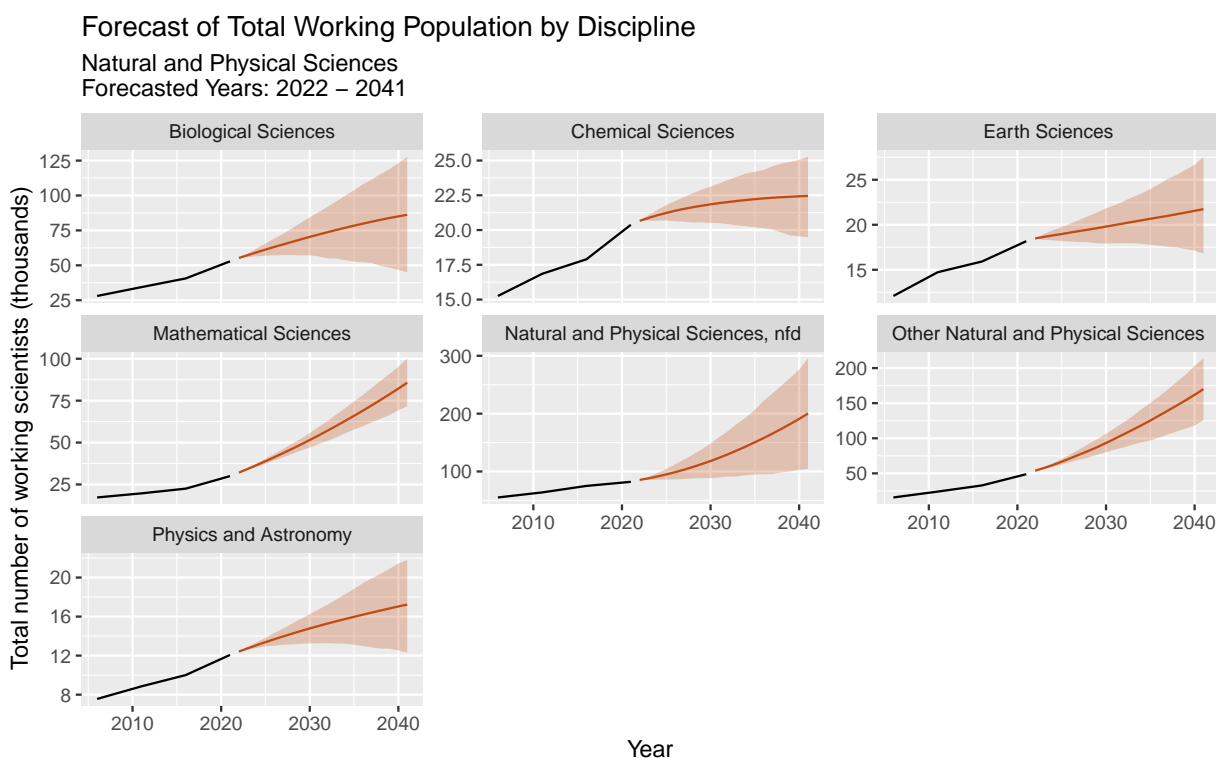 Forecast of Total Working Population by Discipline
Natural and Physical Sciences
Forecasted Years: 2022 – 2041
Total number of working scientists (thousands)
Biological Sciences
125
100
75
50
25
Chemical Sciences
25.0
22.5
20.0
17.5
15.0
Earth Sciences
25
20
15
Mathematical Sciences
100
75
50
25
Natural and Physical Sciences, nfd
300
200
100
2010 2020 2030 2040
Other Natural and Physical Sciences
200
150
100
50
2010 2020 2030 2040
Physics and Astronomy
20
16
12
8
2010 2020 2030 2040
Year